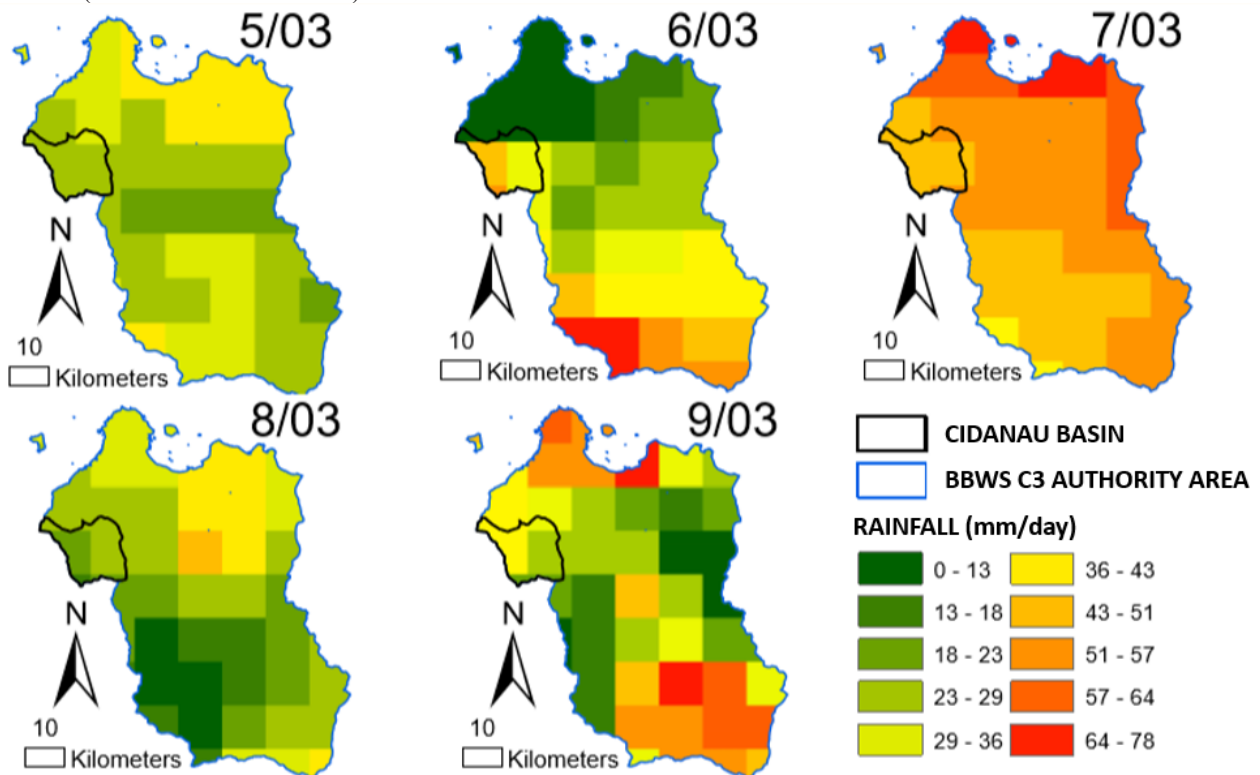 5/03
6/03
7/03
N
N
N
10
Kilometers
10
Kilometers
10
Kilometers
8/03
9/03
N
N
10
Kilometers
10
Kilometers
CIDANAU BASIN
BBWS C3 AUTHORITY AREA
RAINFALL (mm/day)
0 - 13
36 - 43
13 - 18
43 - 51
18 - 23
51 - 57
23 - 29
57 - 64
29 - 36
64 - 78